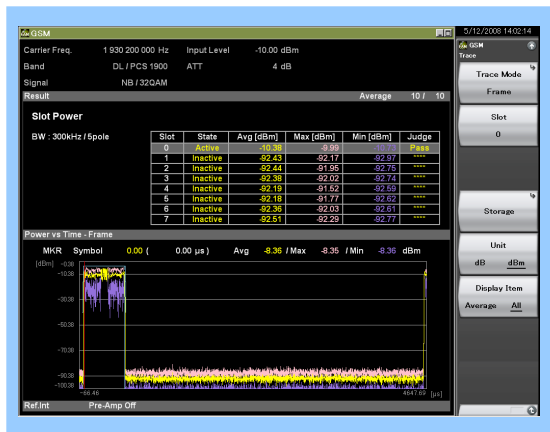 GSM
5/12/2008 14:02:14
Carrier Freq. 1 930 200 000 Hz Input Level -10.00 dBm
Band DL / PCS 1900 ATT 4 dB
Signal NB / 32QAM
Result Average 10 / 10
Slot Power
BW : 300kHz / 5pole
Slot State Avg [dBm] Max [dBm] Min [dBm] Judge
0 Active -10.38 -9.99 -10.73 Pass
1 Inactive -92.43 -92.17 -92.97 ****
2 Inactive -92.44 -91.95 -92.75 ****
3 Inactive -92.38 -92.02 -92.74 ****
4 Inactive -92.19 -91.52 -92.59 ****
5 Inactive -92.18 -91.77 -92.62 ****
6 Inactive -92.36 -92.03 -92.61 ****
7 Inactive -92.51 -92.29 -92.77 ****
Power vs Time - Frame
MKR Symbol 0.00 ( 0.00 µs ) Avg -8.36 / Max -8.35 / Min -8.36 dBm
[dBm] -0.38
-10.38
-30.38
-50.38
-70.38
-90.38
-100.38
-66.46 4647.69 [µs]
Ref.Int Pre-Amp Off
GSM
Trace
Trace Mode
Frame
Slot
0
Storage
Unit
dB dBm
Display Item
Average All